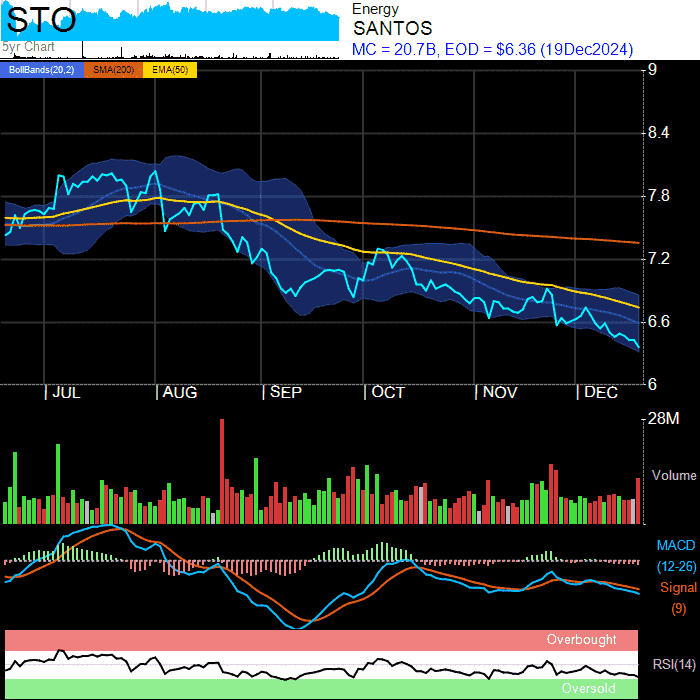 STO
5yr Chart
Energy
SANTOS
MC = 20.7B, EOD = $6.36 (19Dec2024)
BollBands(20,2) SMA(200) EMA(50)
9
8.4
7.8
7.2
6.6
6
JUL AUG SEP OCT NOV DEC
28M
Volume
MACD
(12-26)
Signal
(9)
Overbought
RSI(14)
Oversold